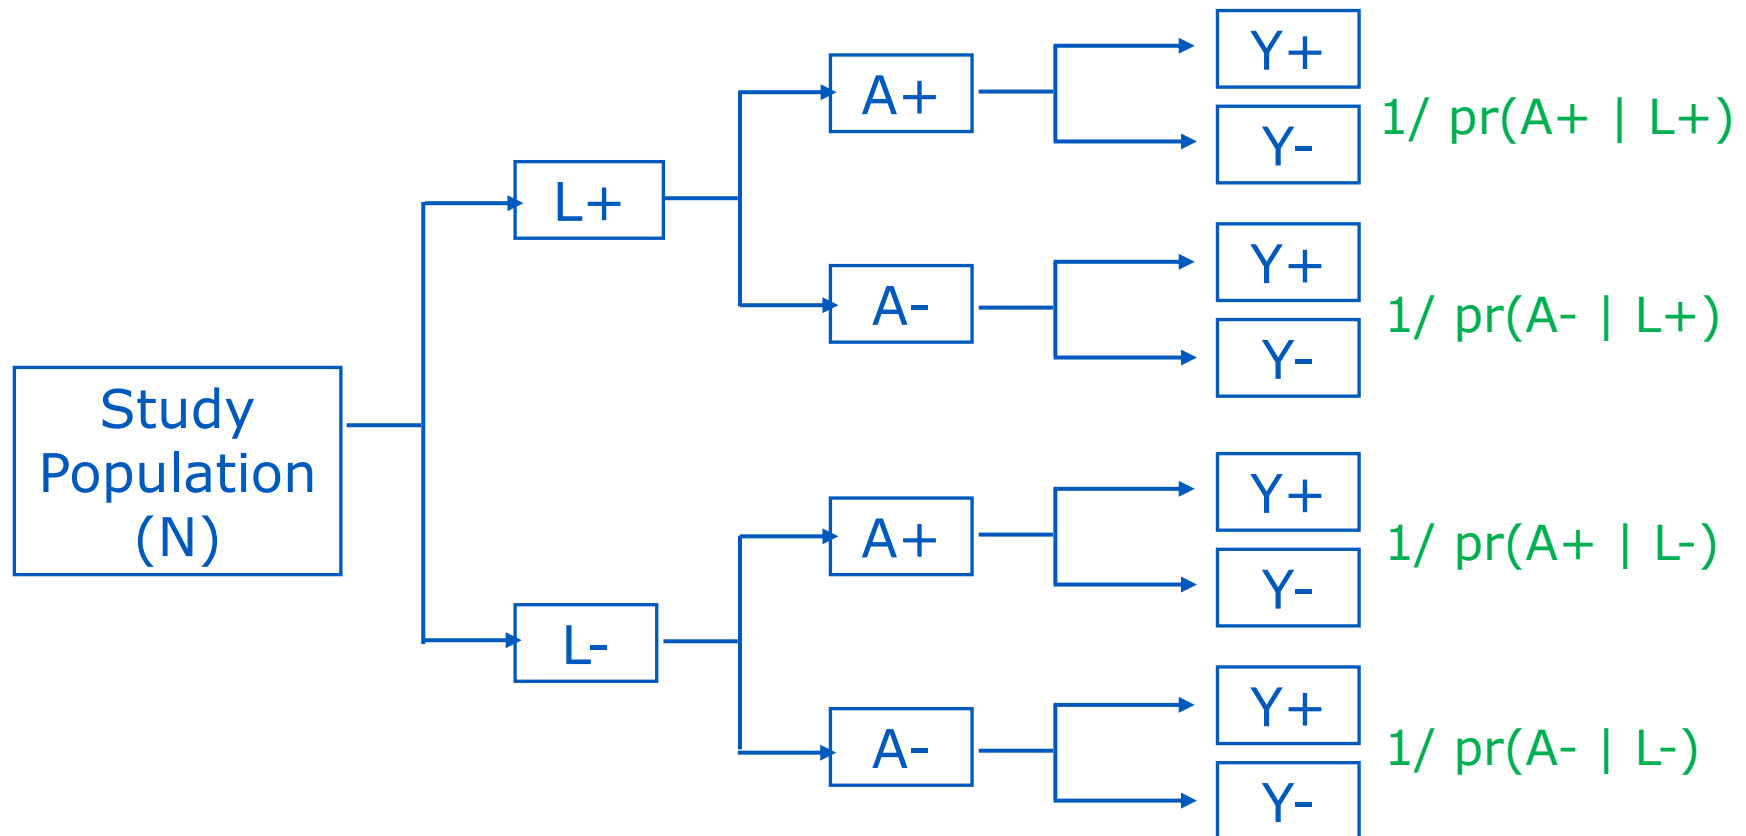 Study
Population
(N)
L+
L-
A+
A-
A+
A-
Y+
Y-
Y+
Y-
Y+
Y-
Y+
Y-
1/ pr(A+ | L+)
1/ pr(A- | L+)
1/ pr(A+ | L-)
1/ pr(A- | L-)